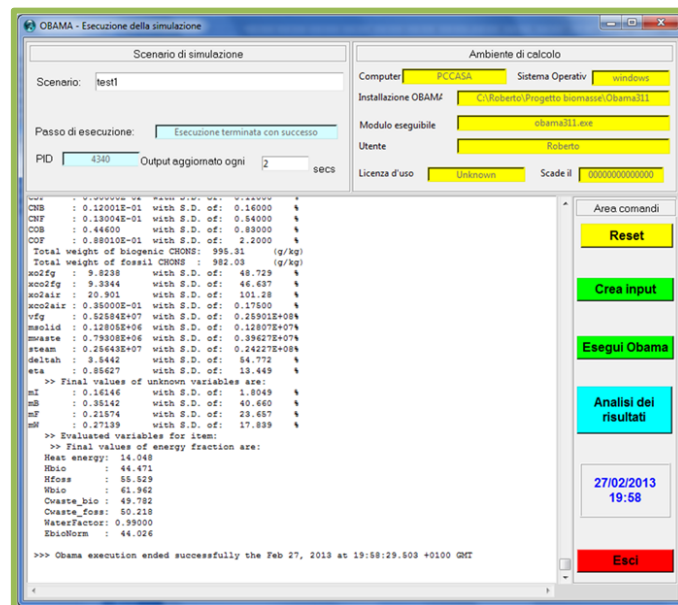 OBAMA - Esecuzione della simulazione
Scenario di simulazione
Scenario: test1
Passo di esecuzione: Esecuzione terminata con successo
PID 4340 Output aggiornato ogni 2 secs
Ambiente di calcolo
Computer PCCASA Sistema Operativ windows
Installazione OBAMA C:\Roberto\Progetto biomasse\Obama311
Modulo eseguibile obama311.exe
Utente Roberto
Licenza d'uso Unknown Scade il 00000000000000
CNB : 0.12001E-01 with S.D. of: 0.16000 %
CNF : 0.13004E-01 with S.D. of: 0.54000 %
COB : 0.44600 with S.D. of: 0.83000 %
COF : 0.88010E-01 with S.D. of: 2.2000 %
Total weight of biogenic CHONS: 995.31 (g/kg)
Total weight of fossil CHONS : 982.03 (g/kg)
xo2fg : 9.8238 with S.D. of: 48.729 %
xco2fg : 9.3344 with S.D. of: 46.637 %
xo2air : 20.901 with S.D. of: 101.28 %
xco2air : 0.35000E-01 with S.D. of: 0.17500 %
vfg : 0.52584E+07 with S.D. of: 0.25901E+08%
msolid : 0.12805E+06 with S.D. of: 0.12807E+07%
mwaste : 0.79308E+06 with S.D. of: 0.39627E+07%
steam : 0.25643E+07 with S.D. of: 0.24227E+08%
deltah : 3.5442 with S.D. of: 54.772 %
eta : 0.85627 with S.D. of: 13.449 %
>> Final values of unknown variables are:
mI : 0.16146 with S.D. of: 1.8049 %
mB : 0.35142 with S.D. of: 40.660 %
mF : 0.21574 with S.D. of: 23.657 %
mW : 0.27139 with S.D. of: 17.839 %
>> Evaluated variables for item:
>> Final values of energy fraction are:
Heat energy: 14.048
Hbio : 44.471
Hfoss : 55.529
Wbio : 61.962
Cwaste_bio : 49.782
Cwaste_foss: 50.218
WaterFactor: 0.99000
EbioNorm : 44.026
>>> Obama execution ended successfully the Feb 27, 2013 at 19:58:29.503 +0100 GMT
Area comandi
Reset
Crea input
Esegui Obama
Analisi dei
risultati
27/02/2013
19:58
Esci